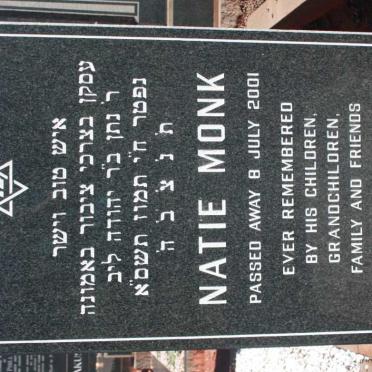 איש טוב וישר
עסקן בצרכי ציבור באמונה
ר׳ נתן בר יהודה ליב
נפטר ח״י תמוז תשס״א
ת נ צ ב ה
NATIE MONK
PASSED AWAY 8 JULY 2001
EVER REMEMBERED
BY HIS CHILDREN,
GRANDCHILDREN,
FAMILY AND FRIENDS